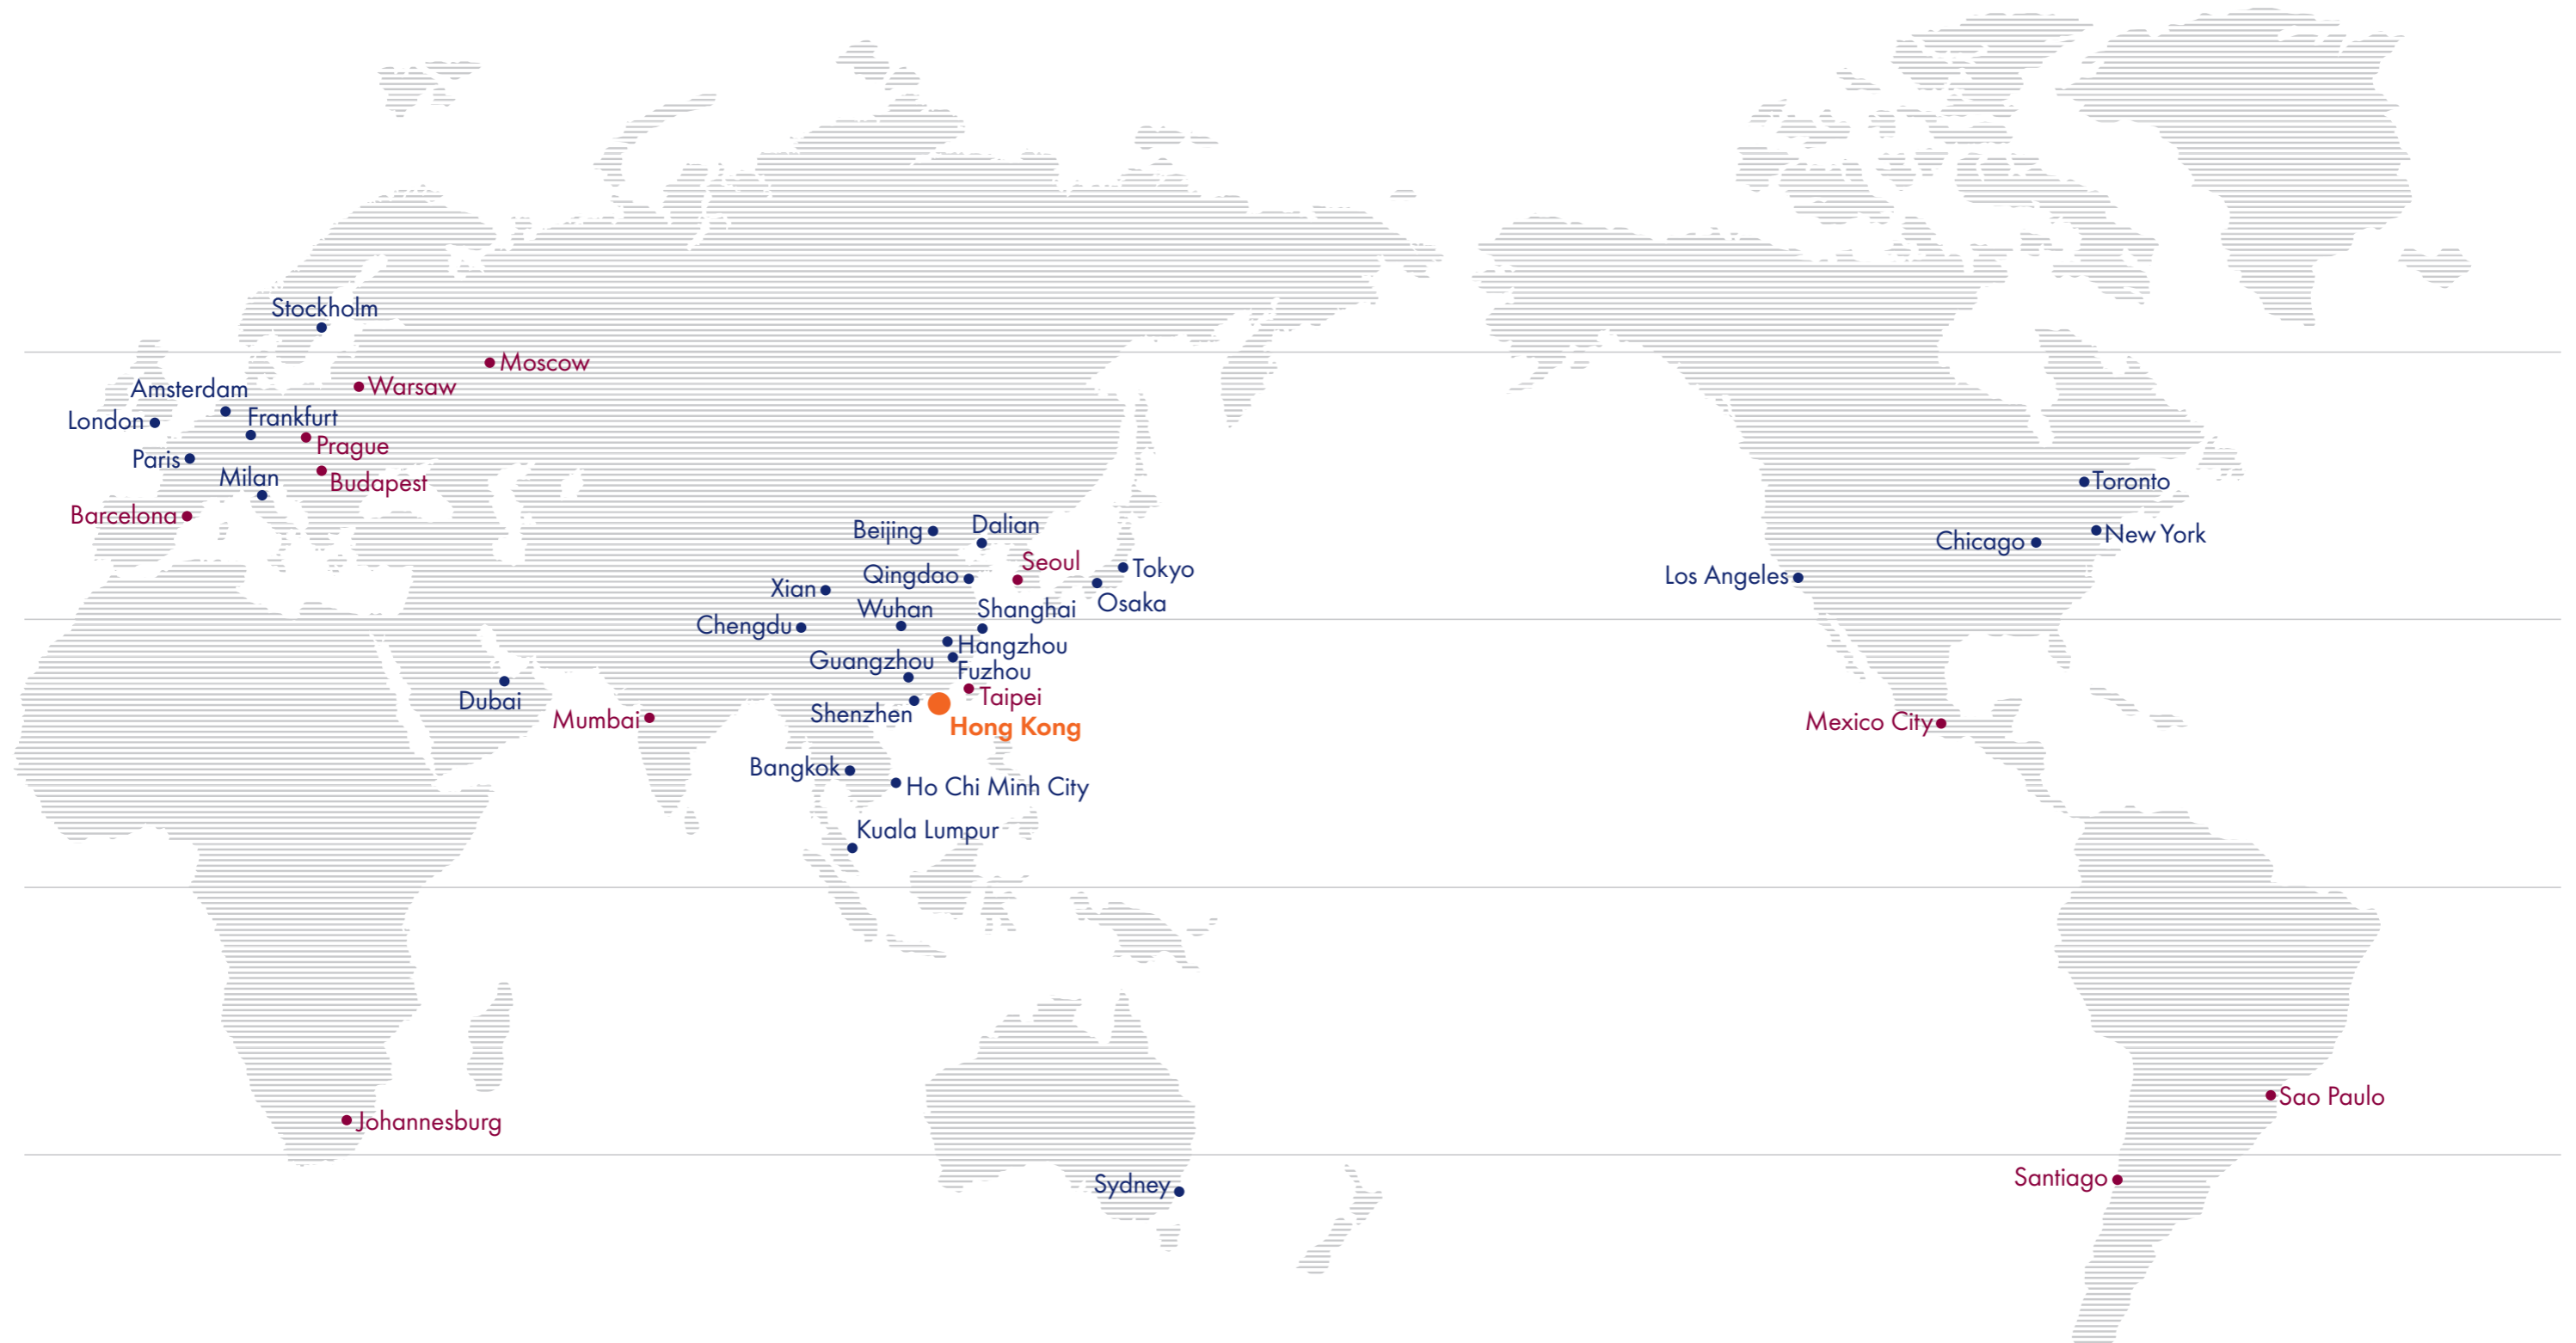 Stockholm
Moscow
Warsaw
Amsterdam
London
Frankfurt
Prague
Paris
Milan
Budapest
Barcelona
Beijing
Dalian
Seoul
Qingdao
Tokyo
Xian
Osaka
Wuhan
Shanghai
Chengdu
Hangzhou
Guangzhou
Fuzhou
Dubai
Taipei
Mumbai
Shenzhen
Hong Kong
Bangkok
Ho Chi Minh City
Kuala Lumpur
Toronto
New York
Chicago
Los Angeles
Mexico City
Johannesburg
Sydney
Sao Paulo
Santiago